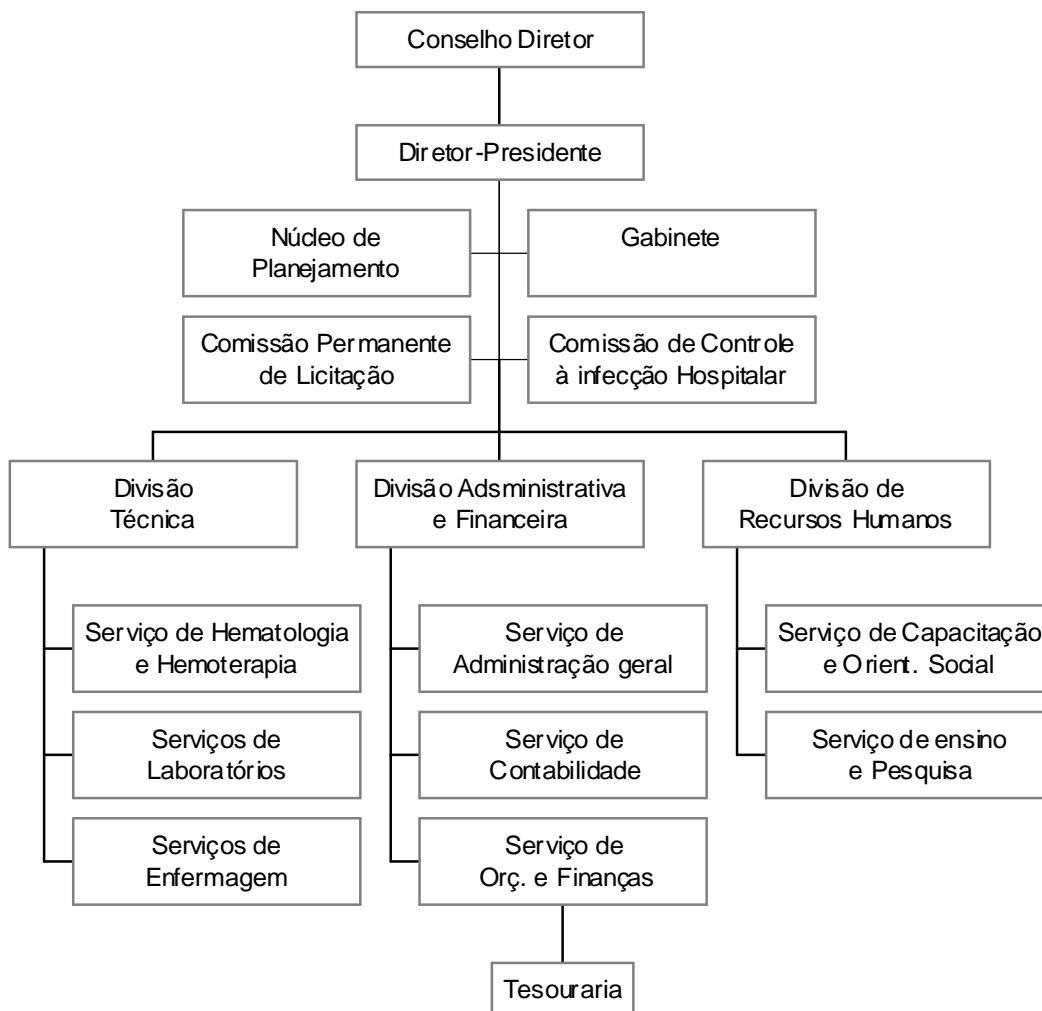 Conselho Diretor
Diretor-Presidente
Núcleo de
Planejamento
Gabinete
Comissão Permanente
de Licitação
Comissão de Controle
à infecção Hospitalar
Divisão
Técnica
Divisão Adsministrativa
e Financeira
Divisão de
Recursos Humanos
Serviço de Hematologia
e Hemoterapia
Serviço de
Administração geral
Serviço de Capacitação
e Orient. Social
Serviços de
Laboratórios
Serviço de
Contabilidade
Serviço de ensino
e Pesquisa
Serviços de
Enfermagem
Serviço de
Orç. e Finanças
Tesouraria